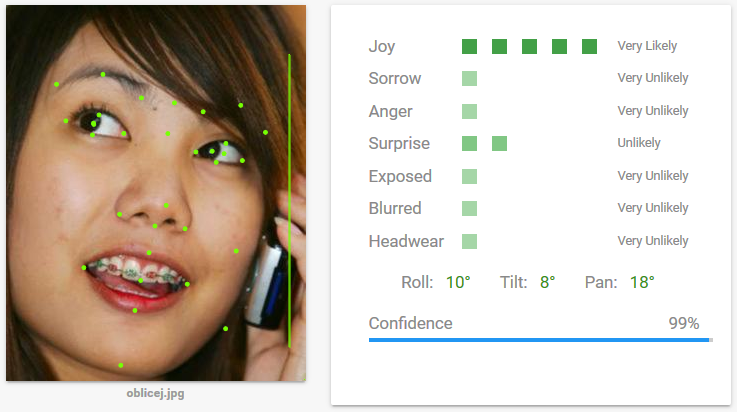 Joy Very Likely
Sorrow Very Unlikely
Anger Very Unlikely
Surprise Unlikely
Exposed Very Unlikely
Blurred Very Unlikely
Headwear Very Unlikely
Roll: 10° Tilt: 8° Pan: 18°
Confidence 99%
oblicej.jpg